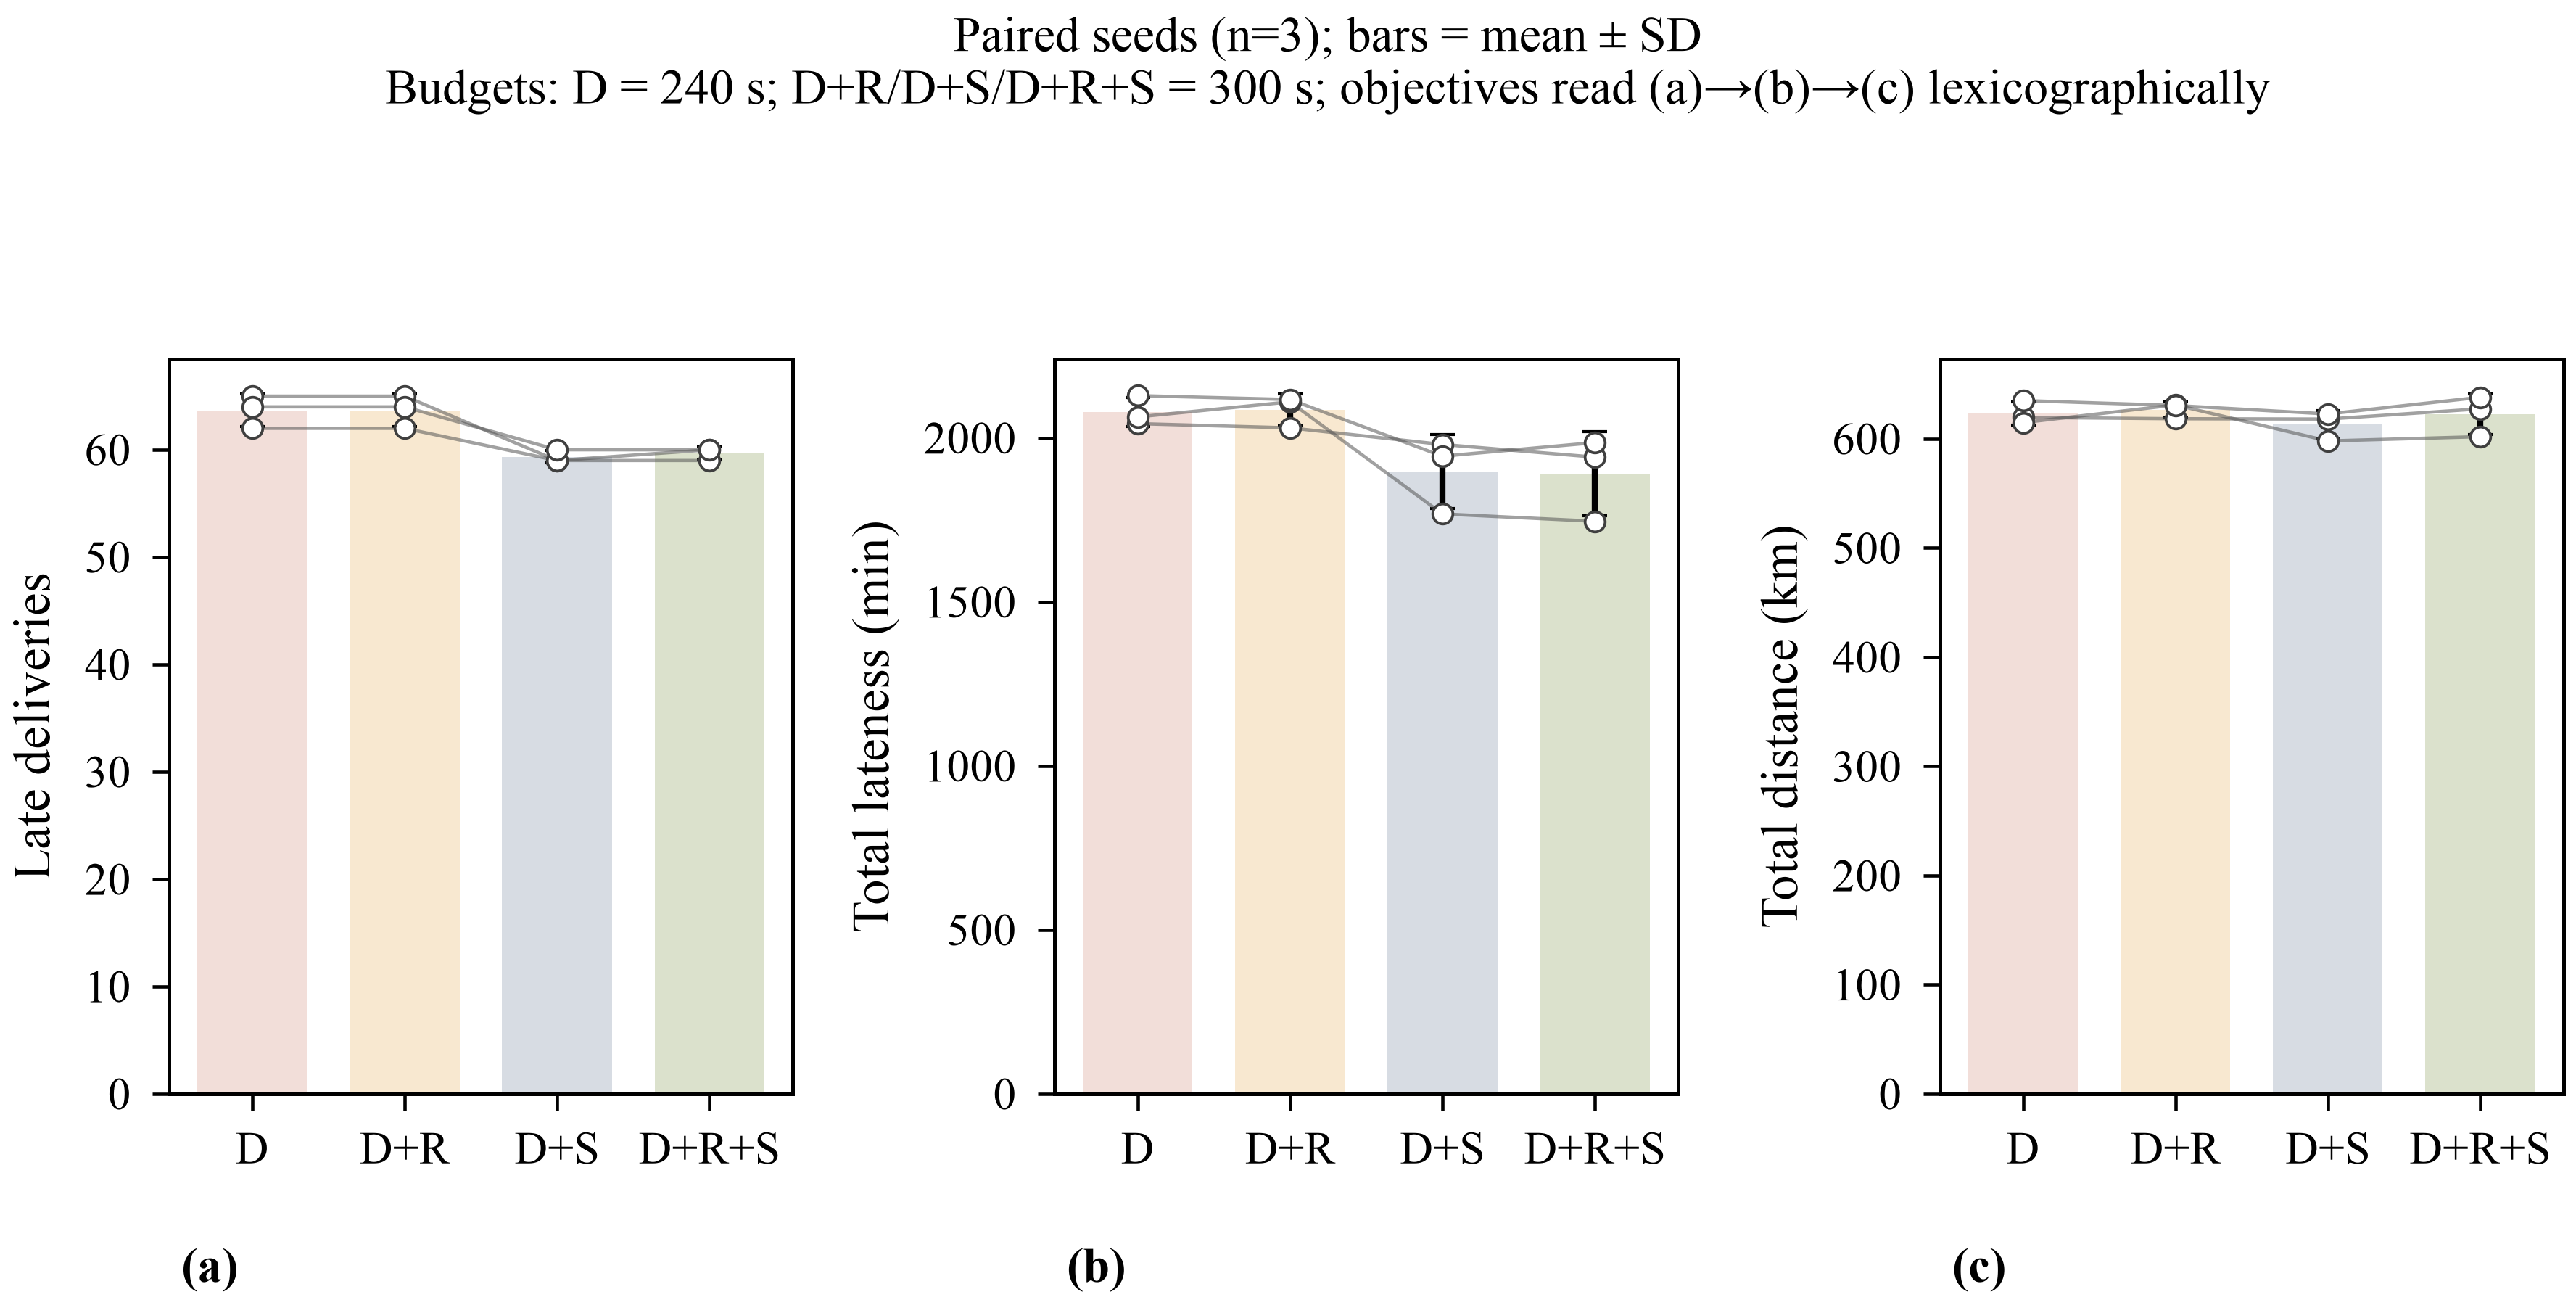 Paired seeds (n=3); bars = mean ± SD
Budgets: D = 240 s; D+R/D+S/D+R+S = 300 s; objectives read (a)→(b)→(c) lexicographically
Late deliveries
60
50
40
30
20
10
0
D D+R D+S D+R+S
(a)
Total lateness (min)
2000
1500
1000
500
0
D D+R D+S D+R+S
(b)
Total distance (km)
600
500
400
300
200
100
0
D D+R D+S D+R+S
(c)